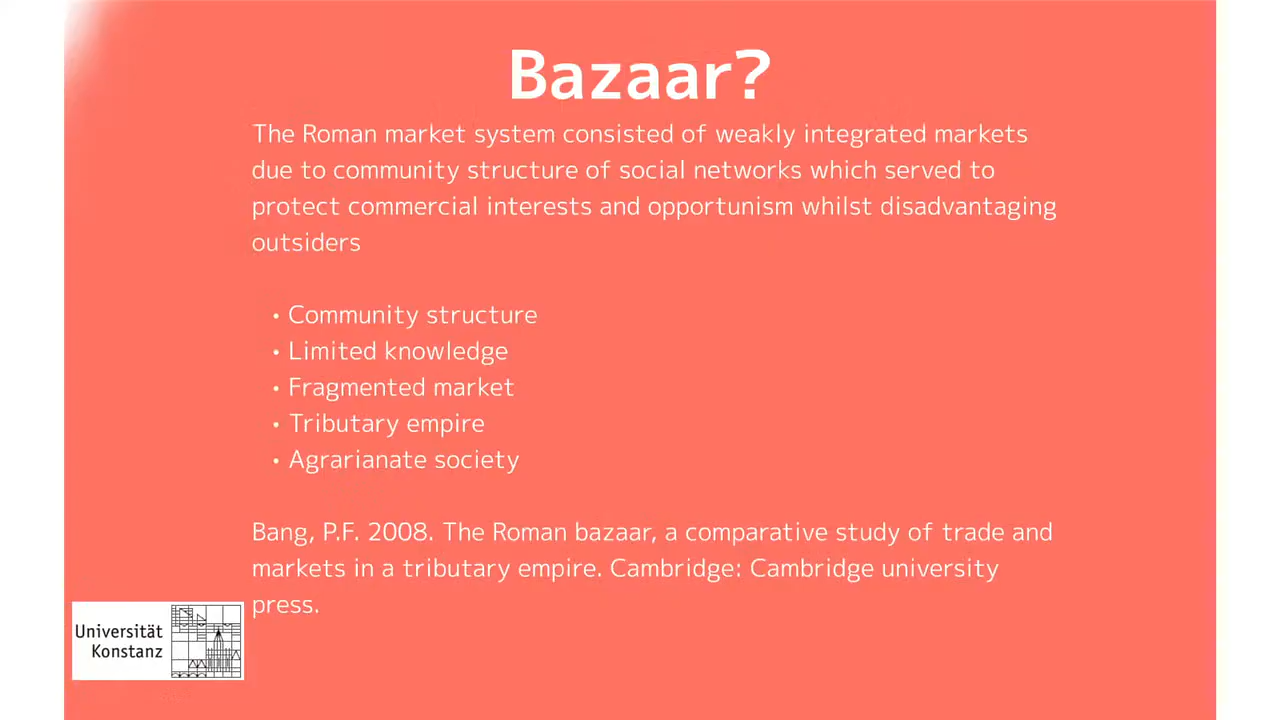 Bazaar?
The Roman market system consisted of weakly integrated markets
due to community structure of social networks which served to
protect commercial interests and opportunism whilst disadvantaging
outsiders
• Community structure
• Limited knowledge
• Fragmented market
• Tributary empire
• Agrarianate society
Bang, P.F. 2008. The Roman bazaar, a comparative study of trade and
markets in a tributary empire. Cambridge: Cambridge university
press.
Universität
Konstanz